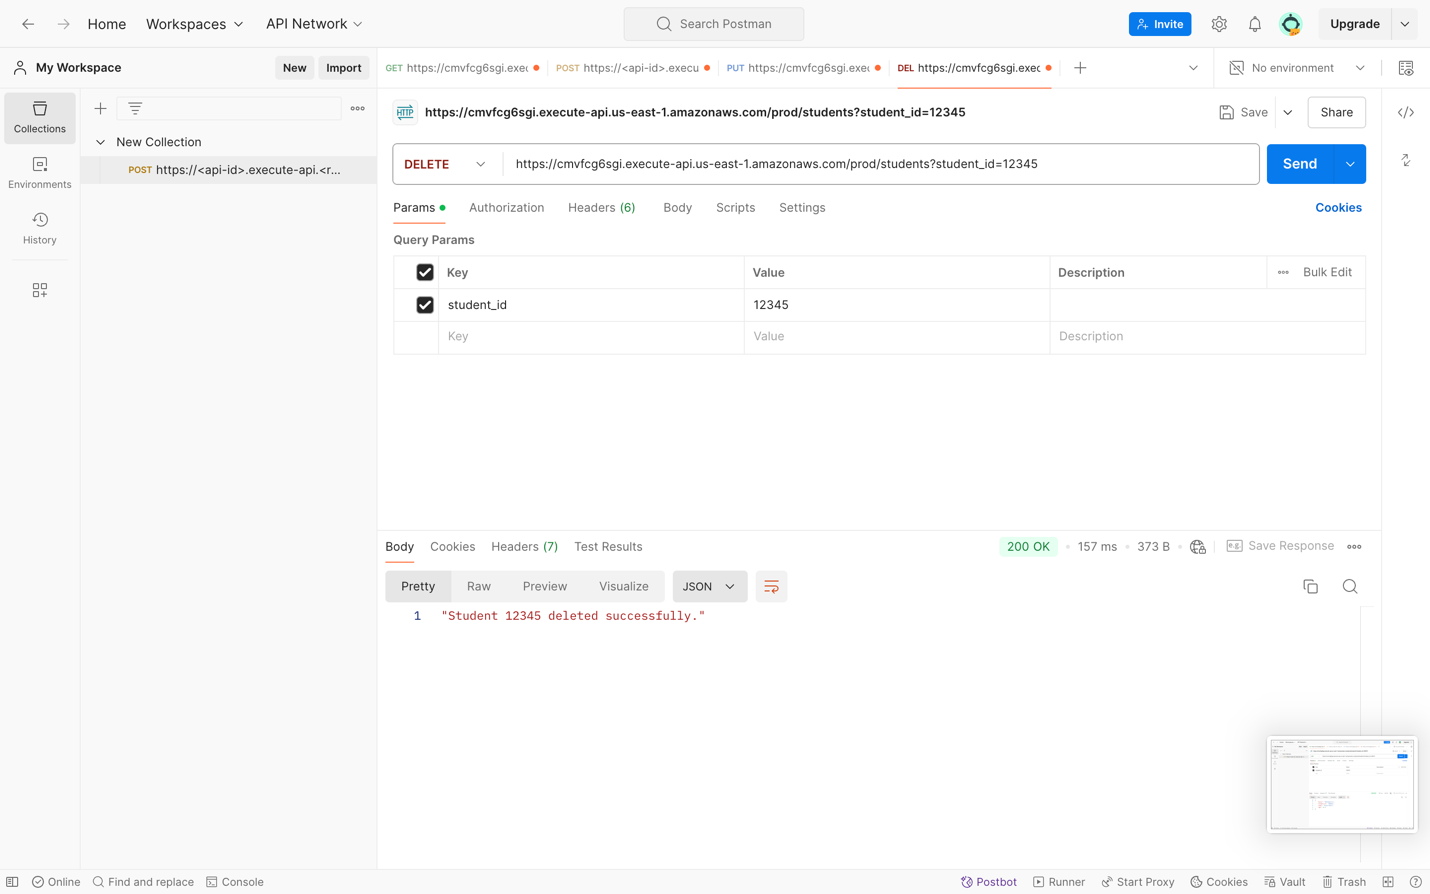 Home Workspaces API Network Search Postman Invite Upgrade
My Workspace New Import GET https://cmvfcg6sgi.exec POST https://<api-id>.execu PUT https://cmvfcg6sgi.exec DEL https://cmvfcg6sgi.exec No environment
Collections
Environments
History
New Collection
POST https://<api-id>.execute-api.<r...
HTTP https://cmvfcg6sgi.execute-api.us-east-1.amazonaws.com/prod/students?student_id=12345 Save Share
DELETE https://cmvfcg6sgi.execute-api.us-east-1.amazonaws.com/prod/students?student_id=12345 Send
Params Authorization Headers (6) Body Scripts Settings Cookies
Query Params
Key Value Description Bulk Edit
student_id 12345
Key Value Description
Body Cookies Headers (7) Test Results 200 OK 157 ms 373 B e.g. Save Response
Pretty Raw Preview Visualize JSON
1 "Student 12345 deleted successfully."
Online Find and replace Console Postbot Runner Start Proxy Cookies Vault Trash